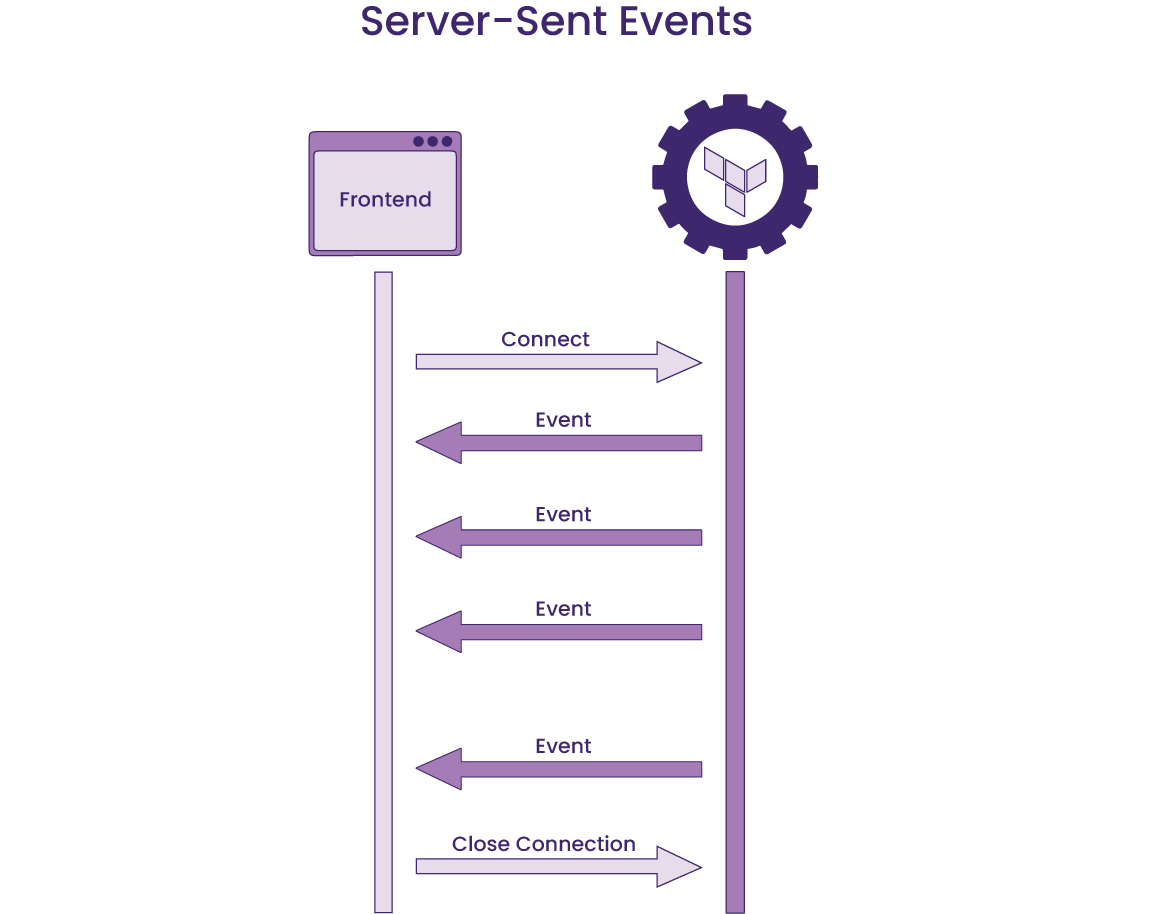 Server-Sent Events
Frontend
Connect
Event
Event
Event
Event
Close Connection